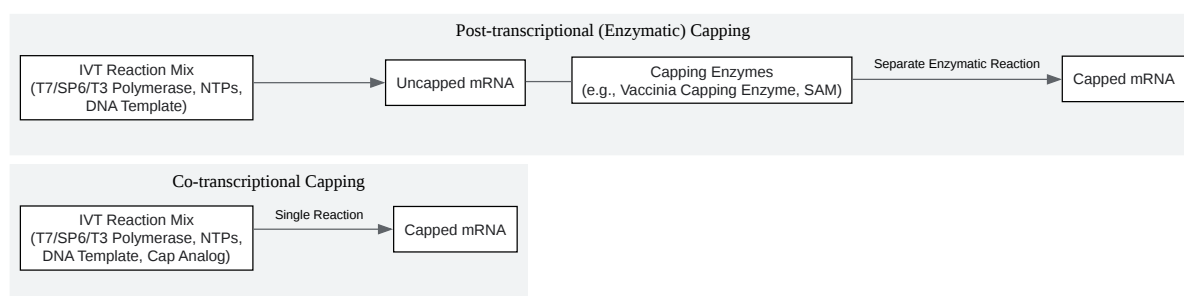 Post-transcriptional (Enzymatic) Capping
IVT Reaction Mix
(T7/SP6/T3 Polymerase, NTPs,
DNA Template)
Uncapped mRNA
Capping Enzymes
(e.g., Vaccinia Capping Enzyme, SAM)
Separate Enzymatic Reaction
Capped mRNA
Co-transcriptional Capping
IVT Reaction Mix
(T7/SP6/T3 Polymerase, NTPs,
DNA Template, Cap Analog)
Single Reaction
Capped mRNA